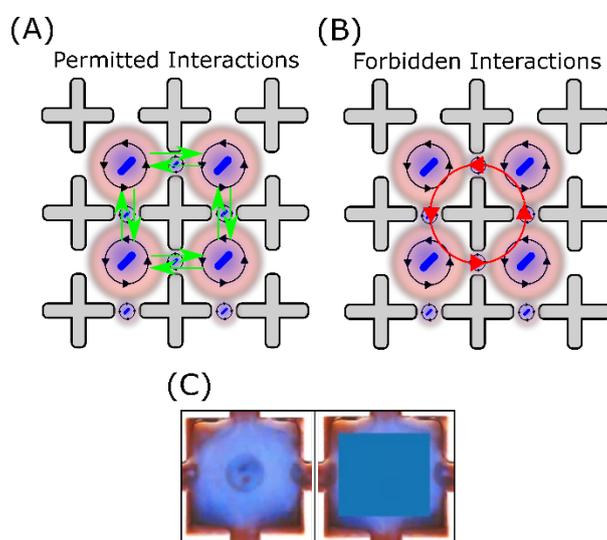 (A)
Permitted Interactions
(B)
Forbidden Interactions
(C)